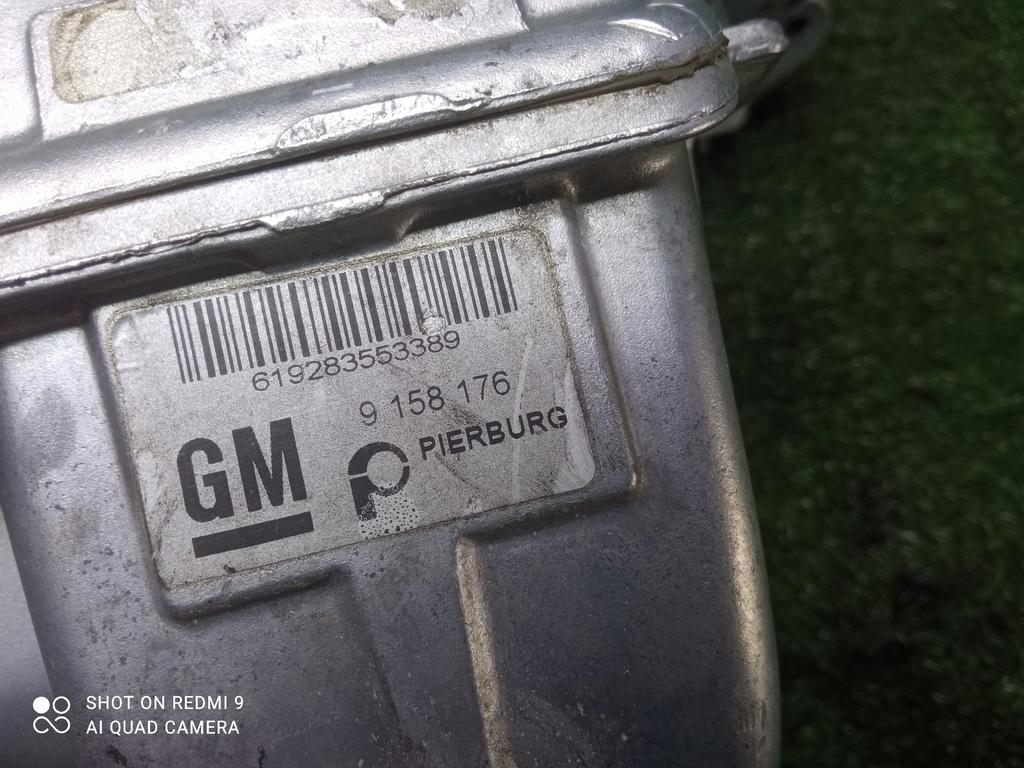 619283553389
9 158 176
GM
PIERBURG
SHOT ON REDMI 9
AI QUAD CAMERA